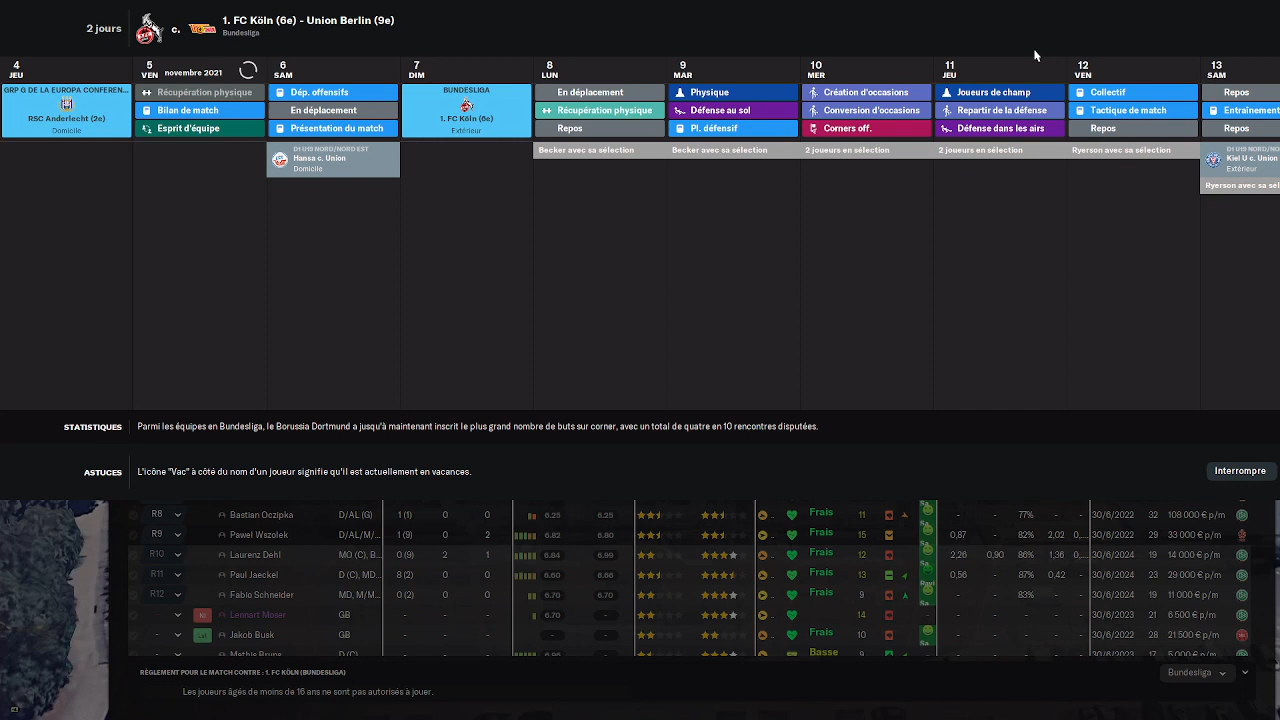 2 jours
c.
1. FC Köln (6e) - Union Berlin (9e)
Bundesliga
4
JEU
5
VEN
novembre 2021
6
SAM
7
DIM
8
LUN
9
MAR
10
MER
11
JEU
12
VEN
13
SAM
GRP G DE LA EUROPA CONFEREN...
RSC Anderlecht (2e)
Domicile
Récupération physique
Bilan de match
Esprit d'équipe
Dép. offensifs
En déplacement
Présentation du match
D1 U19 NORD/NORD EST
Hansa c. Union
Domicile
BUNDESLIGA
1. FC Köln (6e)
Extérieur
En déplacement
Récupération physique
Repos
Becker avec sa sélection
Physique
Défense au sol
Pl. défensif
Becker avec sa sélection
Création d'occasions
Conversion d'occasions
Corners off.
2 joueurs en sélection
Joueurs de champ
Repartir de la défense
Défense dans les airs
2 joueurs en sélection
Collectif
Tactique de match
Repos
Ryerson avec sa sélection
Repos
Entraînemen
Repos
D1 U19 NORD/NO
Kiel U c. Union
Extérieur
Ryerson avec sa sél
STATISTIQUES
Parmi les équipes en Bundesliga, le Borussia Dortmund a jusqu'à maintenant inscrit le plus grand nombre de buts sur corner, avec un total de quatre en 10 rencontres disputées.
ASTUCES
L'icône "Vac" à côté du nom d'un joueur signifie qu'il est actuellement en vacances.
Interrompre
R8 Bastian Oczipka D/AL (G) 1 (1) 0 0 6.25 6.25 Frais 11 - - 77% - - 30/6/2022 32 108 000 € p/m
R9 Pawel Wszolek D/AL/M/... 1 (9) 0 2 6.82 6.80 Frais 15 0,87 - 82% 2,02 0,... 30/6/2022 29 33 000 € p/m
R10 Laurenz Dehl MO (C), B... 0 (9) 2 1 6.84 6.99 Frais 12 2,26 0,90 86% 1,36 0,... 30/6/2024 19 14 000 € p/m
R11 Paul Jaeckel D (C), MD... 8 (2) 0 0 6.60 6.66 Frais 13 0,56 - 87% 0,42 - 30/6/2024 23 29 000 € p/m
R12 Fabio Schneider MD, M/M... 0 (2) 0 0 6.70 6.70 Frais 9 - - 83% - - 30/6/2024 19 11 000 € p/m
- NI Lennart Moser GB - - - 6.70 - 14 - - - - - 30/6/2023 21 6 500 € p/m
- Jakob Busk GB - - - - - Frais 10 - - - - - 30/6/2022 28 21 500 € p/m
- Mathis Bruns D (C) - - - 6.96 - Basse 9 - - - - - 30/6/2023 17 5 000 € p/m
RÈGLEMENT POUR LE MATCH CONTRE : 1. FC KÖLN (BUNDESLIGA)
Bundesliga
Les joueurs âgés de moins de 16 ans ne sont pas autorisés à jouer.